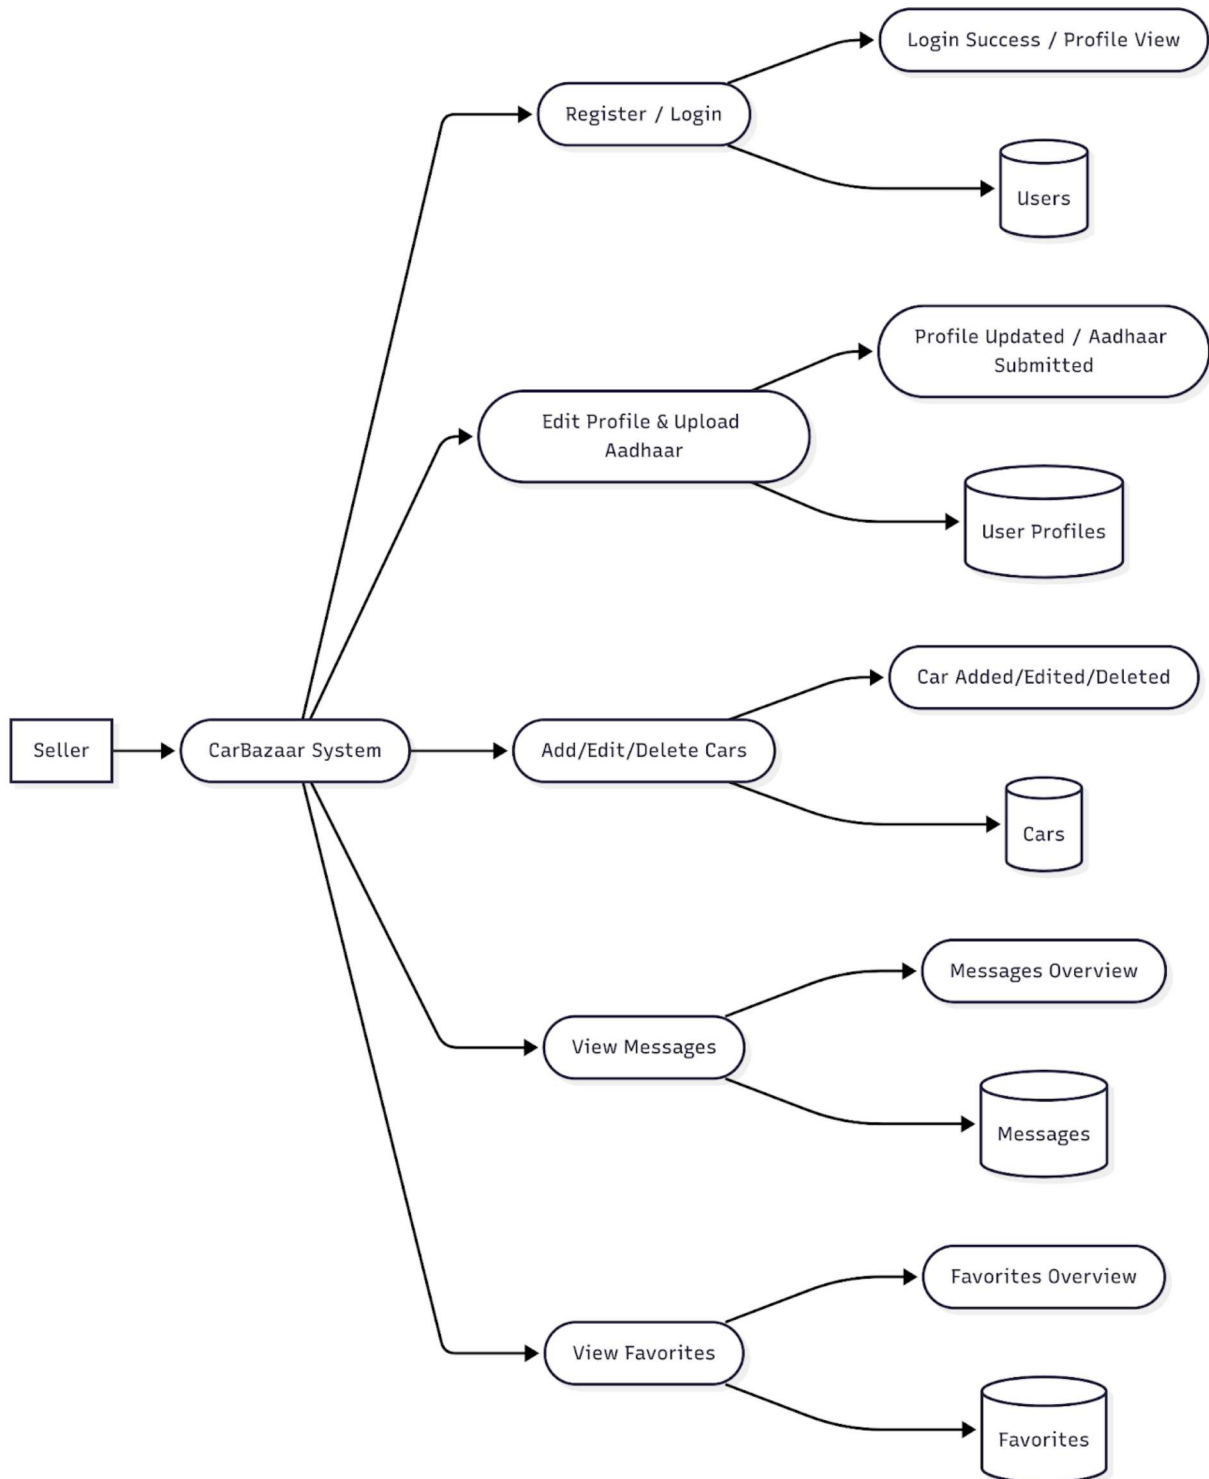 Login Success / Profile View
Register / Login
Users
Profile Updated / Aadhaar
Submitted
Edit Profile & Upload
Aadhaar
User Profiles
Car Added/Edited/Deleted
Seller
CarBazaar System
Add/Edit/Delete Cars
Cars
Messages Overview
View Messages
Messages
Favorites Overview
View Favorites
Favorites